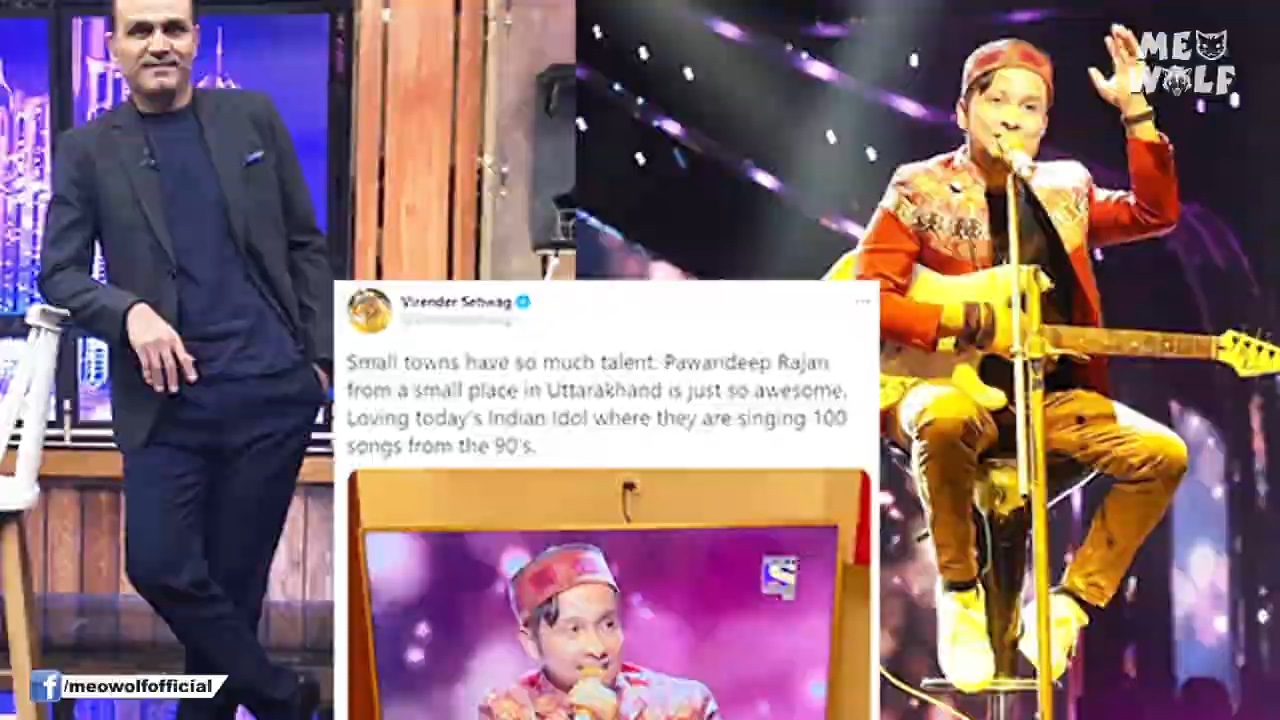 ME
WOLF
Virender Sehwag
Small towns have so much talent. Pawandeep Rajan
from a small place in Uttarakhand is just so awesome.
Loving today's Indian Idol where they are singing 100
songs from the 90's.
S
f/meowolfofficial